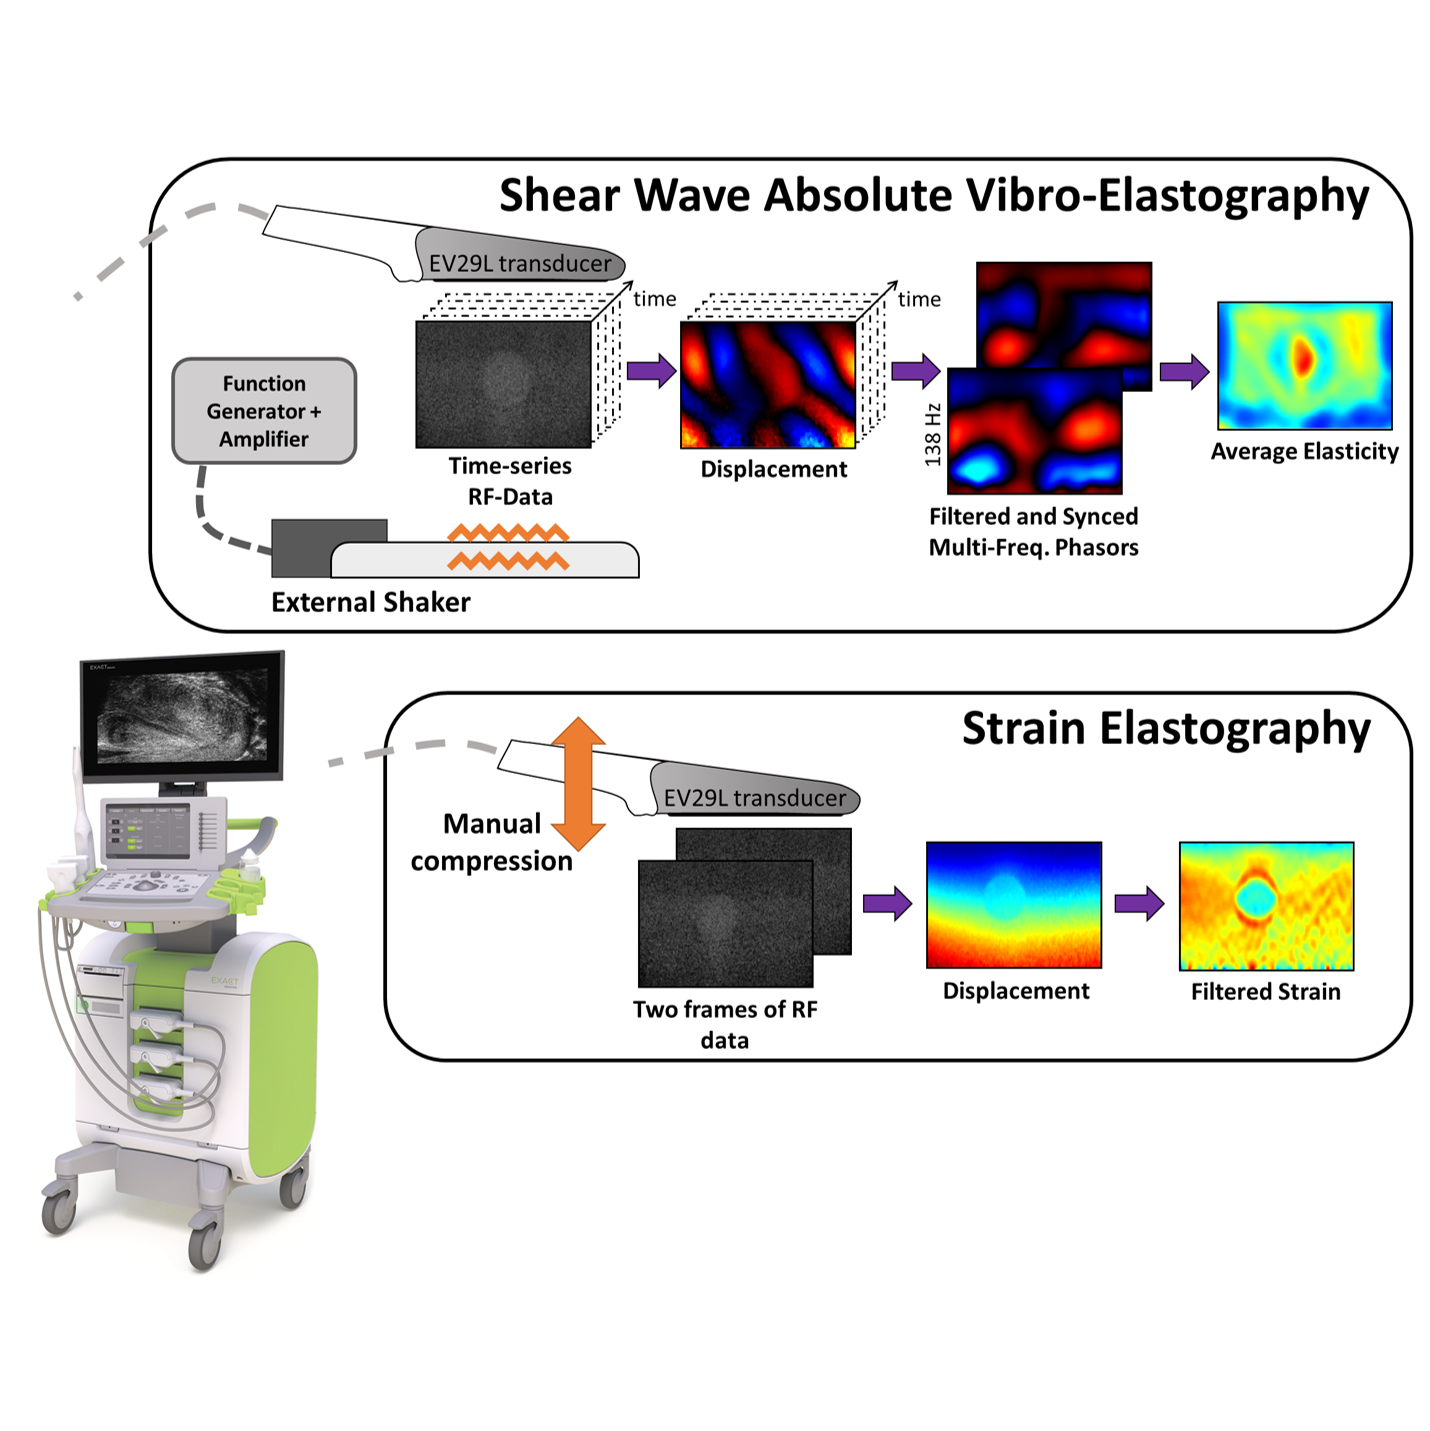 Shear Wave Absolute Vibro-Elastography
EV29L transducer
time
time
Function
Generator +
Amplifier
138 Hz
Time-series
RF-Data
Displacement
Average Elasticity
Filtered and Synced
Multi-Freq. Phasors
External Shaker
EXACT
Strain Elastography
EV29L transducer
Manual
compression
Two frames of RF
data
Displacement
Filtered Strain
EXACT